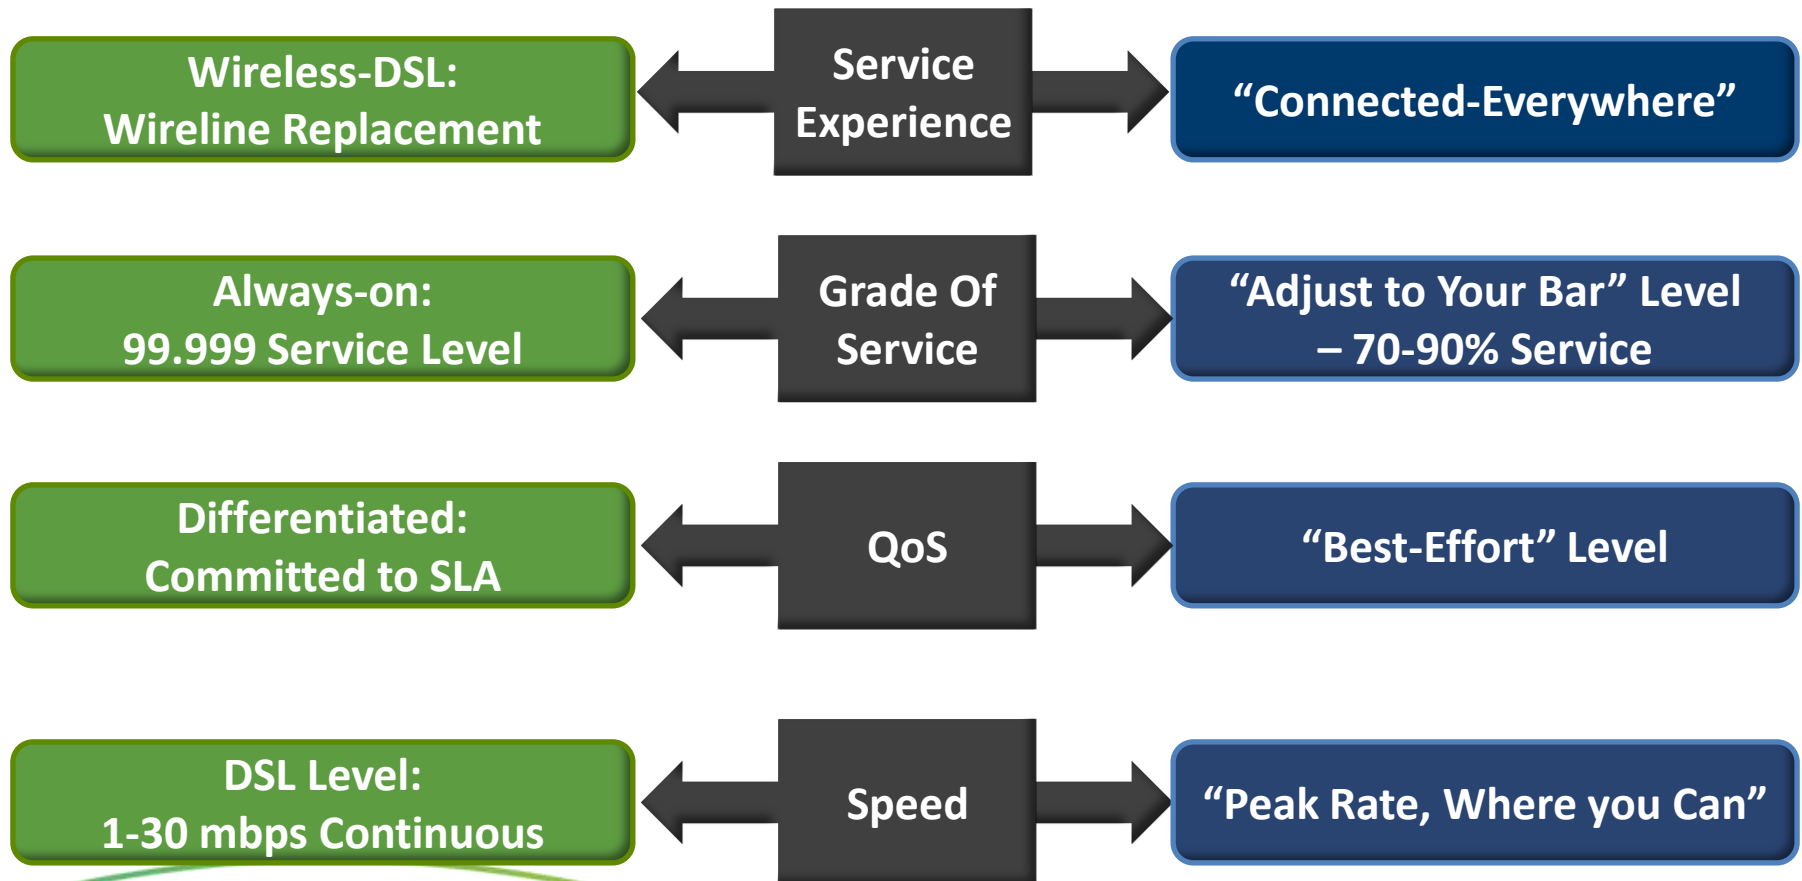 Wireless-DSL:
Wireline Replacement
Service
Experience
“Connected-Everywhere”
Always-on:
99.999 Service Level
Grade Of
Service
“Adjust to Your Bar” Level
– 70-90% Service
Differentiated:
Committed to SLA
QoS
“Best-Effort” Level
DSL Level:
1-30 mbps Continuous
Speed
“Peak Rate, Where you Can”